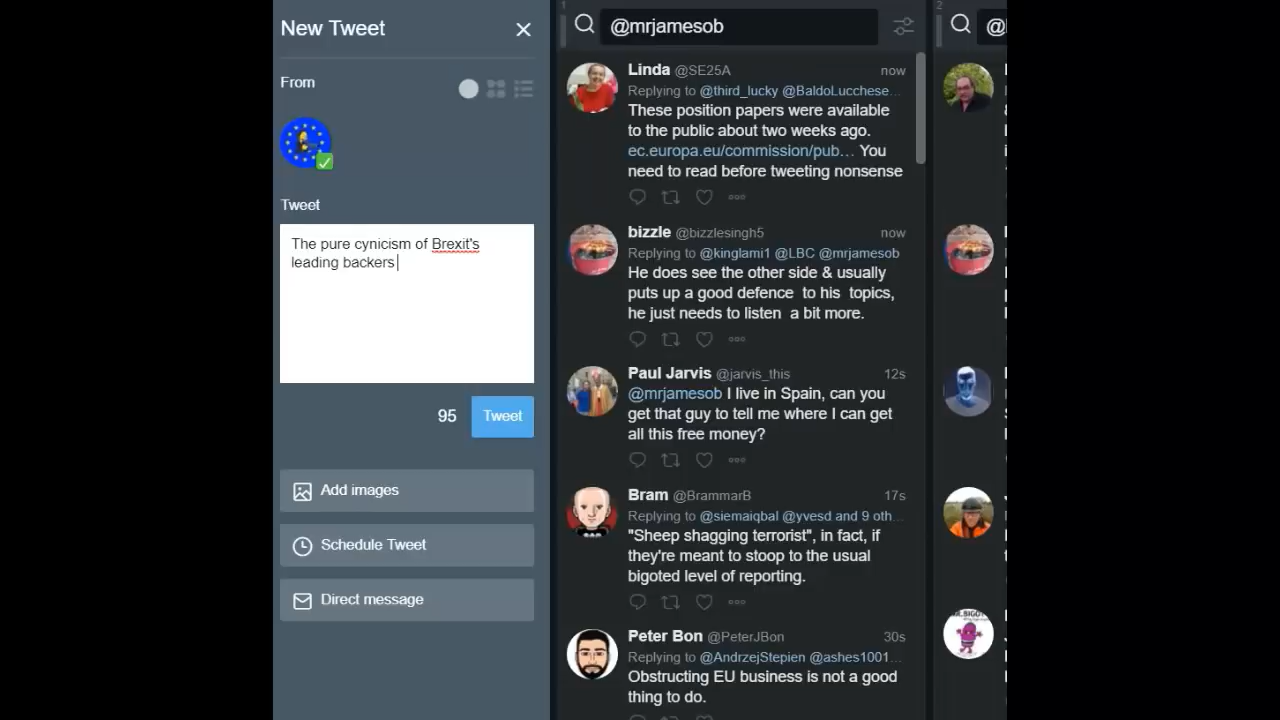 New Tweet
From
Tweet
The pure cynicism of Brexit's
leading backers
95
Tweet
Add images
Schedule Tweet
Direct message
1
@mrjamesob
Linda @SE25A now
Replying to @third_lucky @BaldoLucchese...
These position papers were available
to the public about two weeks ago.
ec.europa.eu/commission/pub... You
need to read before tweeting nonsense
bizzle @bizzlesingh5 now
Replying to @kinglami1 @LBC @mrjamesob
He does see the other side & usually
puts up a good defence to his topics,
he just needs to listen a bit more.
Paul Jarvis @jarvis_this 12s
@mrjamesob I live in Spain, can you
get that guy to tell me where I can get
all this free money?
Bram @BrammarB 17s
Replying to @siemaiqbal @yvesd and 9 oth...
"Sheep shagging terrorist", in fact, if
they're meant to stoop to the usual
bigoted level of reporting.
Peter Bon @PeterJBon 30s
Replying to @AndrzejStepien @ashes1001...
Obstructing EU business is not a good
thing to do.
2
@